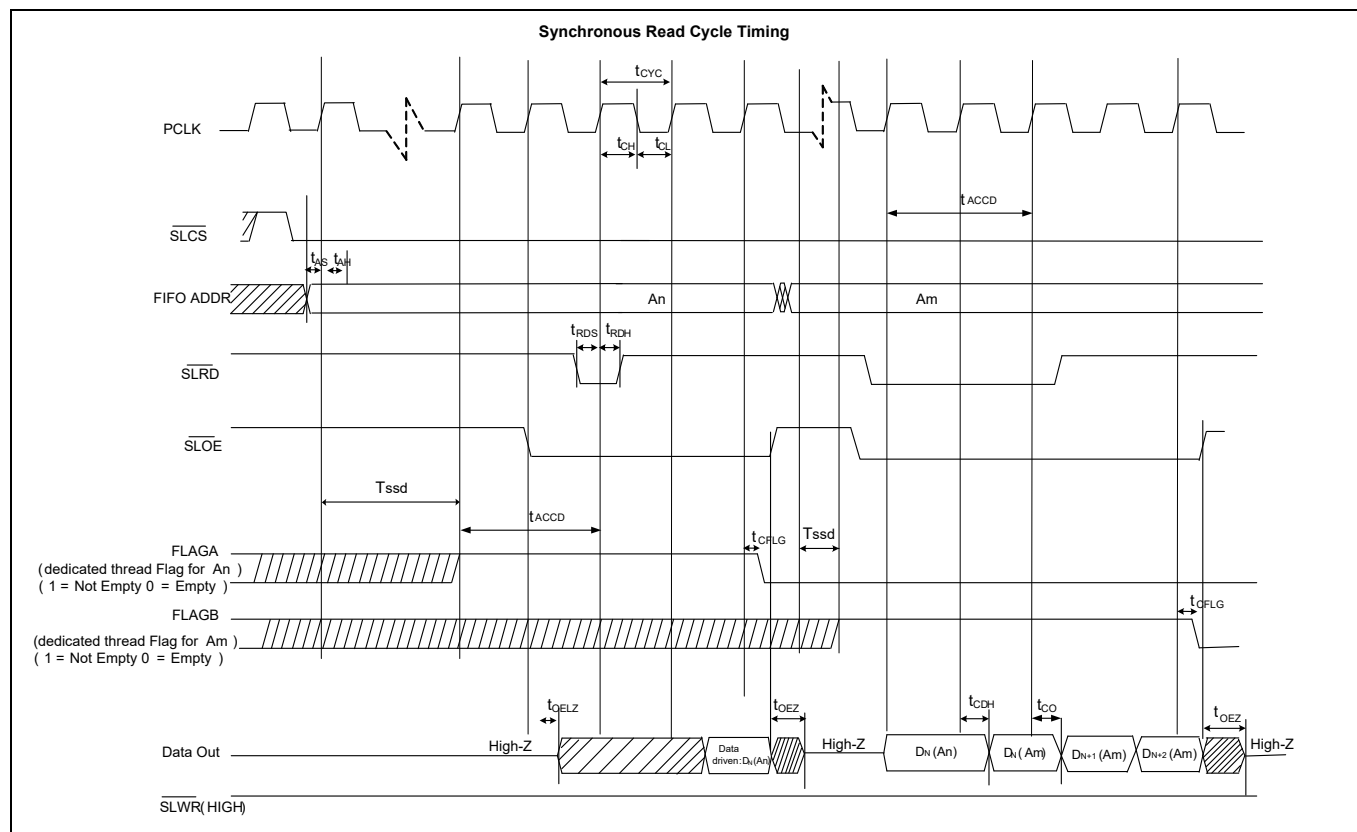 Synchronous Read Cycle Timing
tCYC
PCLK
tCH
tCL
tACCD
SLCS
tAS
tAH
FIFO ADDR
An
Am
tRDS
tRDH
SLRD
SLOE
Tssd
tACCD
tCFLG
Tssd
FLAGA
(dedicated thread Flag for An )
( 1 = Not Empty 0 = Empty )
FLAGB
tCFLG
(dedicated thread Flag for Am )
( 1 = Not Empty 0 = Empty )
tOELZ
tOEZ
tCDH
tCO
tOEZ
Data Out
High-Z
Data
driven:DN(An)
High-Z
DN(An)
DN(Am)
DN+1(Am)
DN+2(Am)
High-Z
SLWR(HIGH)